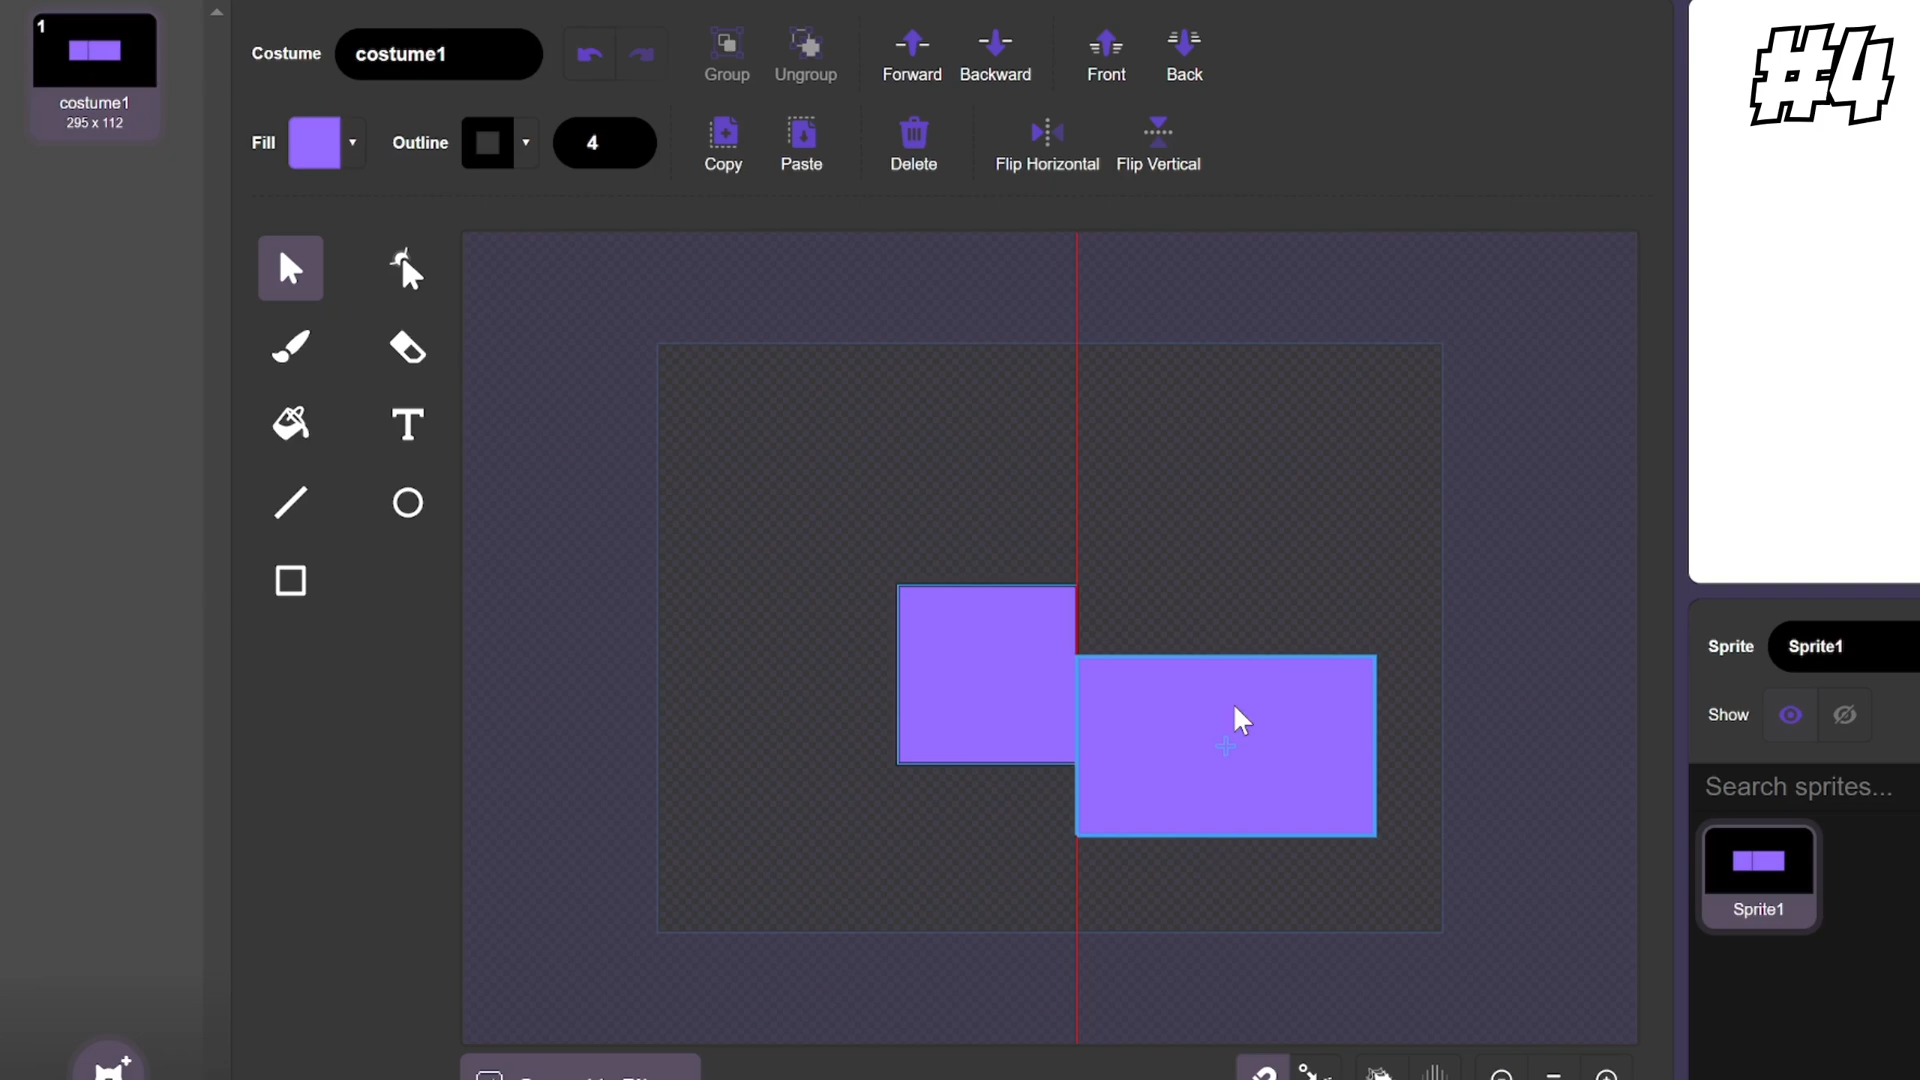 1
costume1
295 x 112
Costume
costume1
Group
Ungroup
Forward
Backward
Front
Back
Fill
Outline
4
Copy
Paste
Delete
Flip Horizontal
Flip Vertical
#4
Sprite
Sprite1
Show
Search sprites...
Sprite1